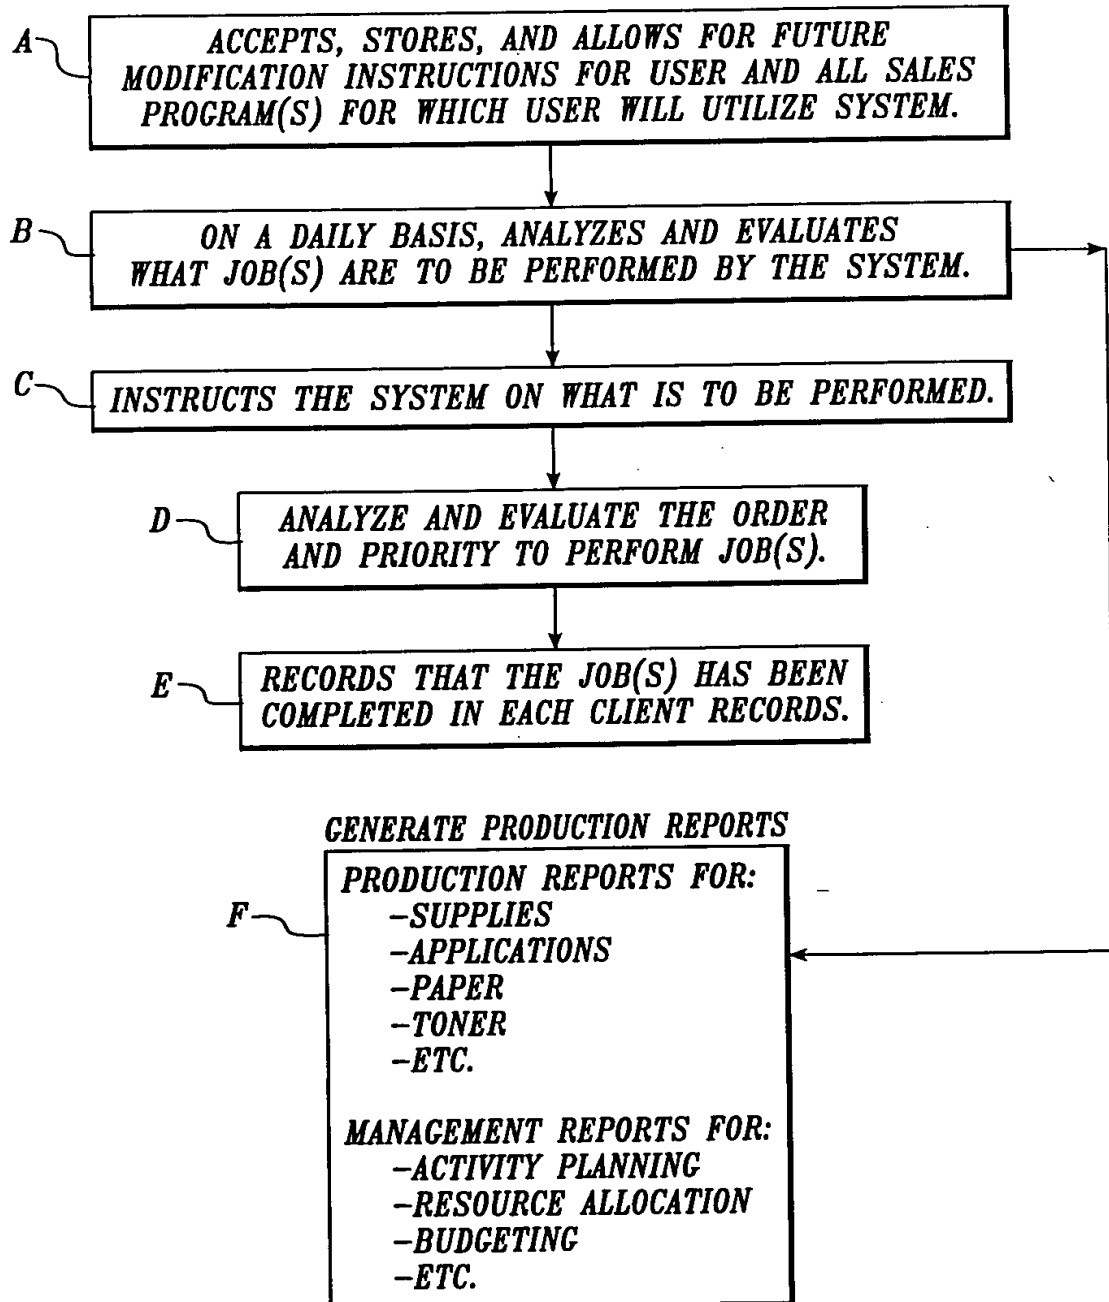 A
ACCEPTS, STORES, AND ALLOWS FOR FUTURE
MODIFICATION INSTRUCTIONS FOR USER AND ALL SALES
PROGRAM(S) FOR WHICH USER WILL UTILIZE SYSTEM.
B
ON A DAILY BASIS, ANALYZES AND EVALUATES
WHAT JOB(S) ARE TO BE PERFORMED BY THE SYSTEM.
C
INSTRUCTS THE SYSTEM ON WHAT IS TO BE PERFORMED.
D
ANALYZE AND EVALUATE THE ORDER
AND PRIORITY TO PERFORM JOB(S).
E
RECORDS THAT THE JOB(S) HAS BEEN
COMPLETED IN EACH CLIENT RECORDS.
GENERATE PRODUCTION REPORTS
F
PRODUCTION REPORTS FOR:
-SUPPLIES
-APPLICATIONS
-PAPER
-TONER
-ETC.
MANAGEMENT REPORTS FOR:
-ACTIVITY PLANNING
-RESOURCE ALLOCATION
-BUDGETING
-ETC.